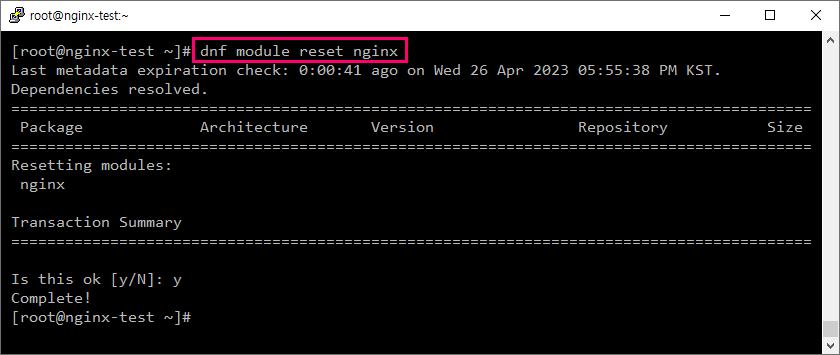 root@nginx-test:~
[root@nginx-test ~]# dnf module reset nginx
Last metadata expiration check: 0:00:41 ago on Wed 26 Apr 2023 05:55:38 PM KST.
Dependencies resolved.
================================================================================
 Package             Architecture       Version                Repository           Size
================================================================================
Resetting modules:
 nginx
Transaction Summary
================================================================================
Is this ok [y/N]: y
Complete!
[root@nginx-test ~]#